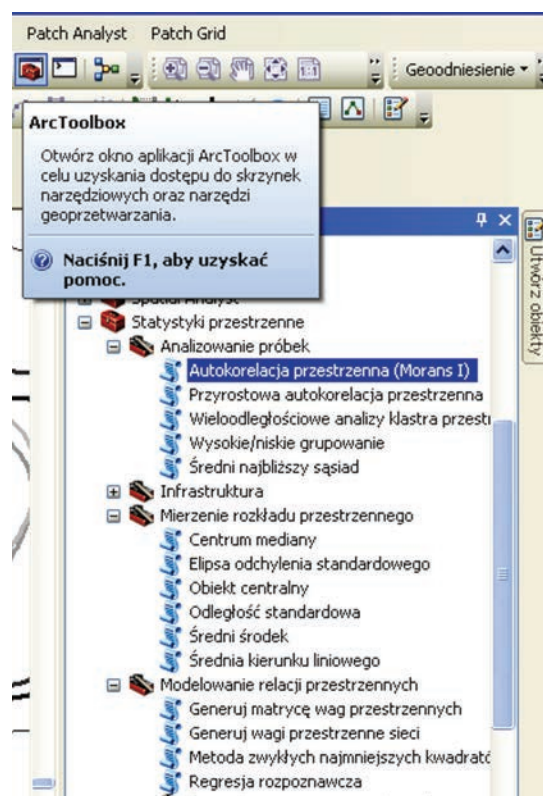 Patch Analyst Patch Grid
Geoodniesienie
ArcToolbox
Otwórz okno aplikacji ArcToolbox w
celu uzyskania dostępu do skrzynek
narzędziowych oraz narzędzi
geoprzetwarzania.
Naciśnij F1, aby uzyskać
pomoc.
Utwórz obiekty
Spatial Analyst
Statystyki przestrzenne
Analizowanie próbek
Autokorelacja przestrzenna (Morans I)
Przyrostowa autokorelacja przestrzenna
Wieloodległościowe analizy klastra przestr
Wysokie/niskie grupowanie
Średni najbliższy sąsiad
Infrastruktura
Mierzenie rozkładu przestrzennego
Centrum mediany
Elipsa odchylenia standardowego
Obiekt centralny
Odległość standardowa
Średni środek
Średnia kierunku liniowego
Modelowanie relacji przestrzennych
Generuj matrycę wag przestrzennych
Generuj wagi przestrzenne sieci
Metoda zwykłych najmniejszych kwadrató
Regresja rozpoznawcza